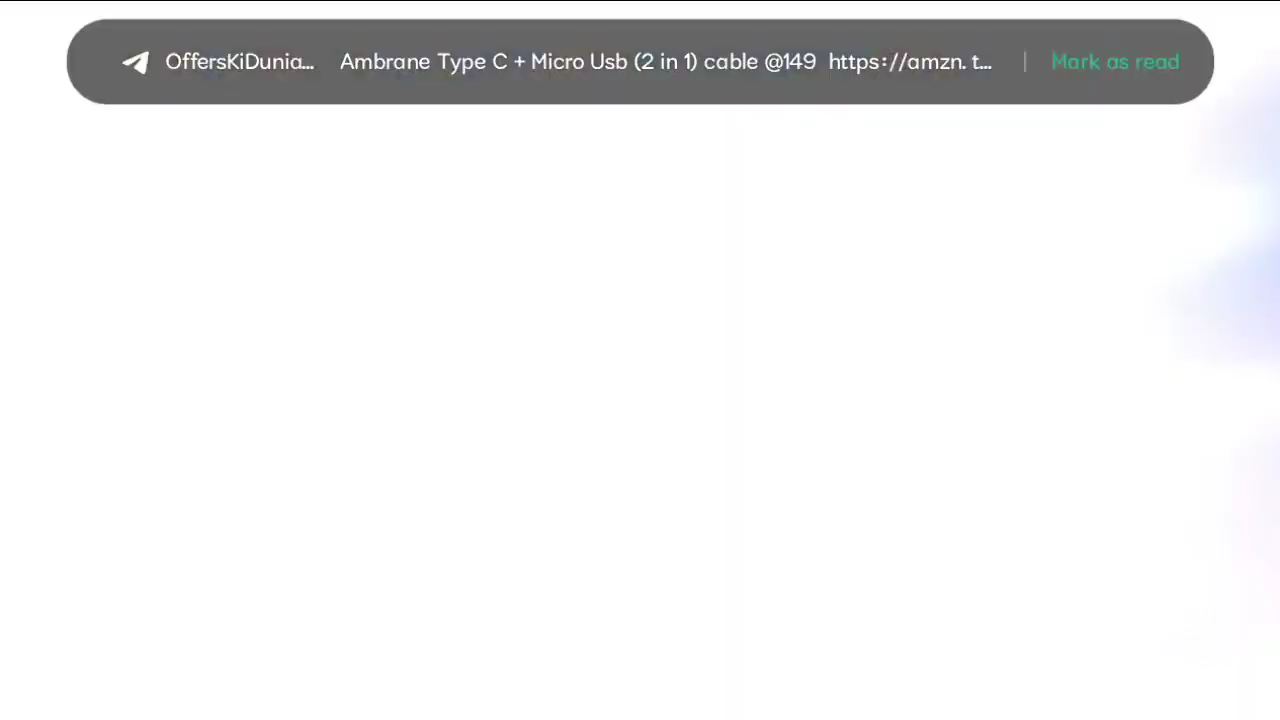 OffersKiDunia... Ambrane Type C + Micro Usb (2 in 1) cable @149 https://amzn. t... | Mark as read